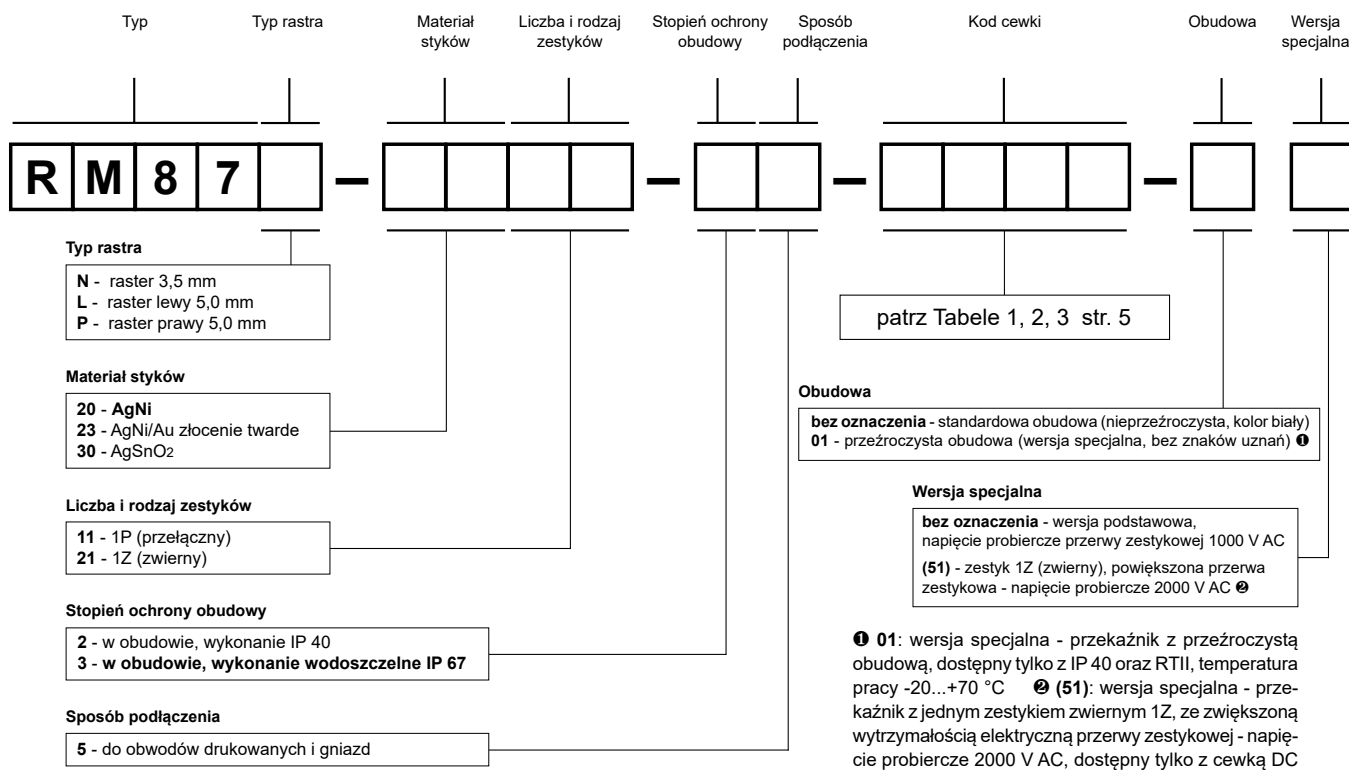 Typ
Typ rastra
Materiał
styków
Liczba i rodzaj
zestyków
Stopień ochrony
obudowy
Sposób
podłączenia
Kod cewki
Obudowa
Wersja
specjalna
R M 8 7 – – – –
Typ rastra
N - raster 3,5 mm
L - raster lewy 5,0 mm
P - raster prawy 5,0 mm
patrz Tabele 1, 2, 3 str. 5
Materiał styków
20 - AgNi
23 - AgNi/Au złocenie twarde
30 - AgSnO2
Obudowa
bez oznaczenia - standardowa obudowa (nieprzeźroczysta, kolor biały)
01 - przeźroczysta obudowa (wersja specjalna, bez znaków uznań) ❶
Liczba i rodzaj zestyków
11 - 1P (przełączny)
21 - 1Z (zwierny)
Wersja specjalna
bez oznaczenia - wersja podstawowa,
napięcie probiercze przerwy zestykowej 1000 V AC
(51) - zestyk 1Z (zwierny), powiększona przerwa
zestykowa - napięcie probiercze 2000 V AC ❷
Stopień ochrony obudowy
2 - w obudowie, wykonanie IP 40
3 - w obudowie, wykonanie wodoszczelne IP 67
Sposób podłączenia
5 - do obwodów drukowanych i gniazd
❶ 01: wersja specjalna - przekaźnik z przeźroczystą
obudową, dostępny tylko z IP 40 oraz RTII, temperatura
pracy -20...+70 °C ❷ (51): wersja specjalna - prze-
kaźnik z jednym zestykiem zwiernym 1Z, ze zwiększoną
wytrzymałością elektryczną przerwy zestykowej - napię-
cie probiercze 2000 V AC, dostępny tylko z cewką DC